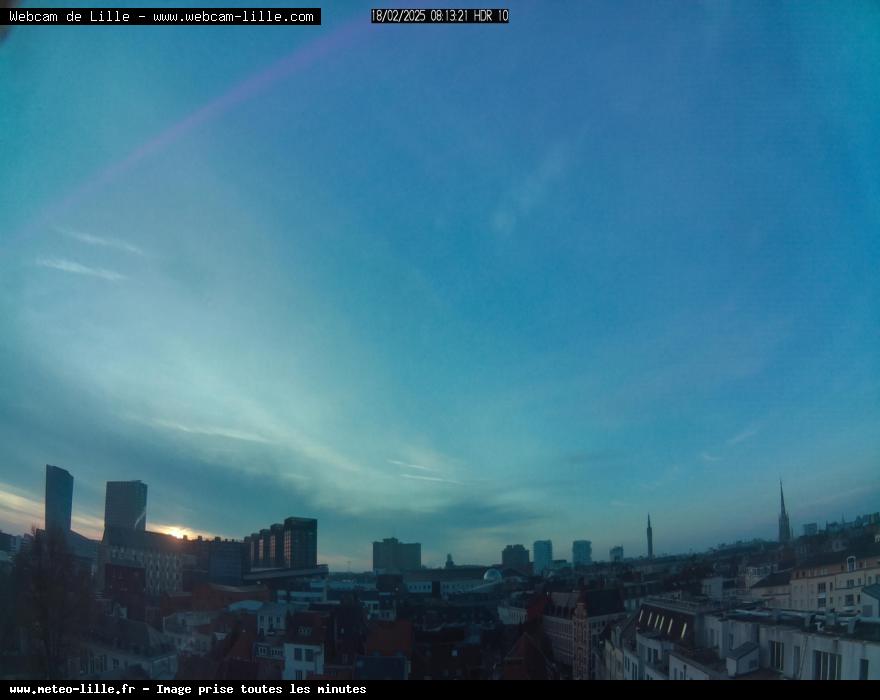 Webcam de Lille - www.webcam-lille.com
18/02/2025 08:13:21 HDR 10
www.meteo-lille.fr - Image prise toutes les minutes